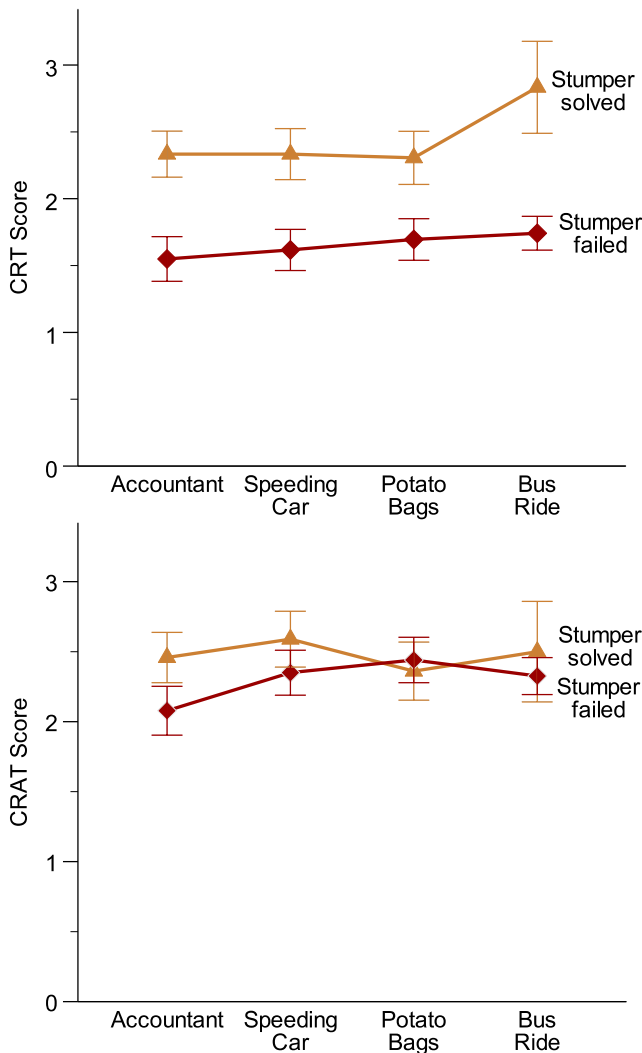 3
2
1
0
CRT Score
Stumper
solved
Stumper
failed
Accountant
Speeding
Car
Potato
Bags
Bus
Ride
3
2
1
0
CRAT Score
Stumper
solved
Stumper
failed
Accountant
Speeding
Car
Potato
Bags
Bus
Ride